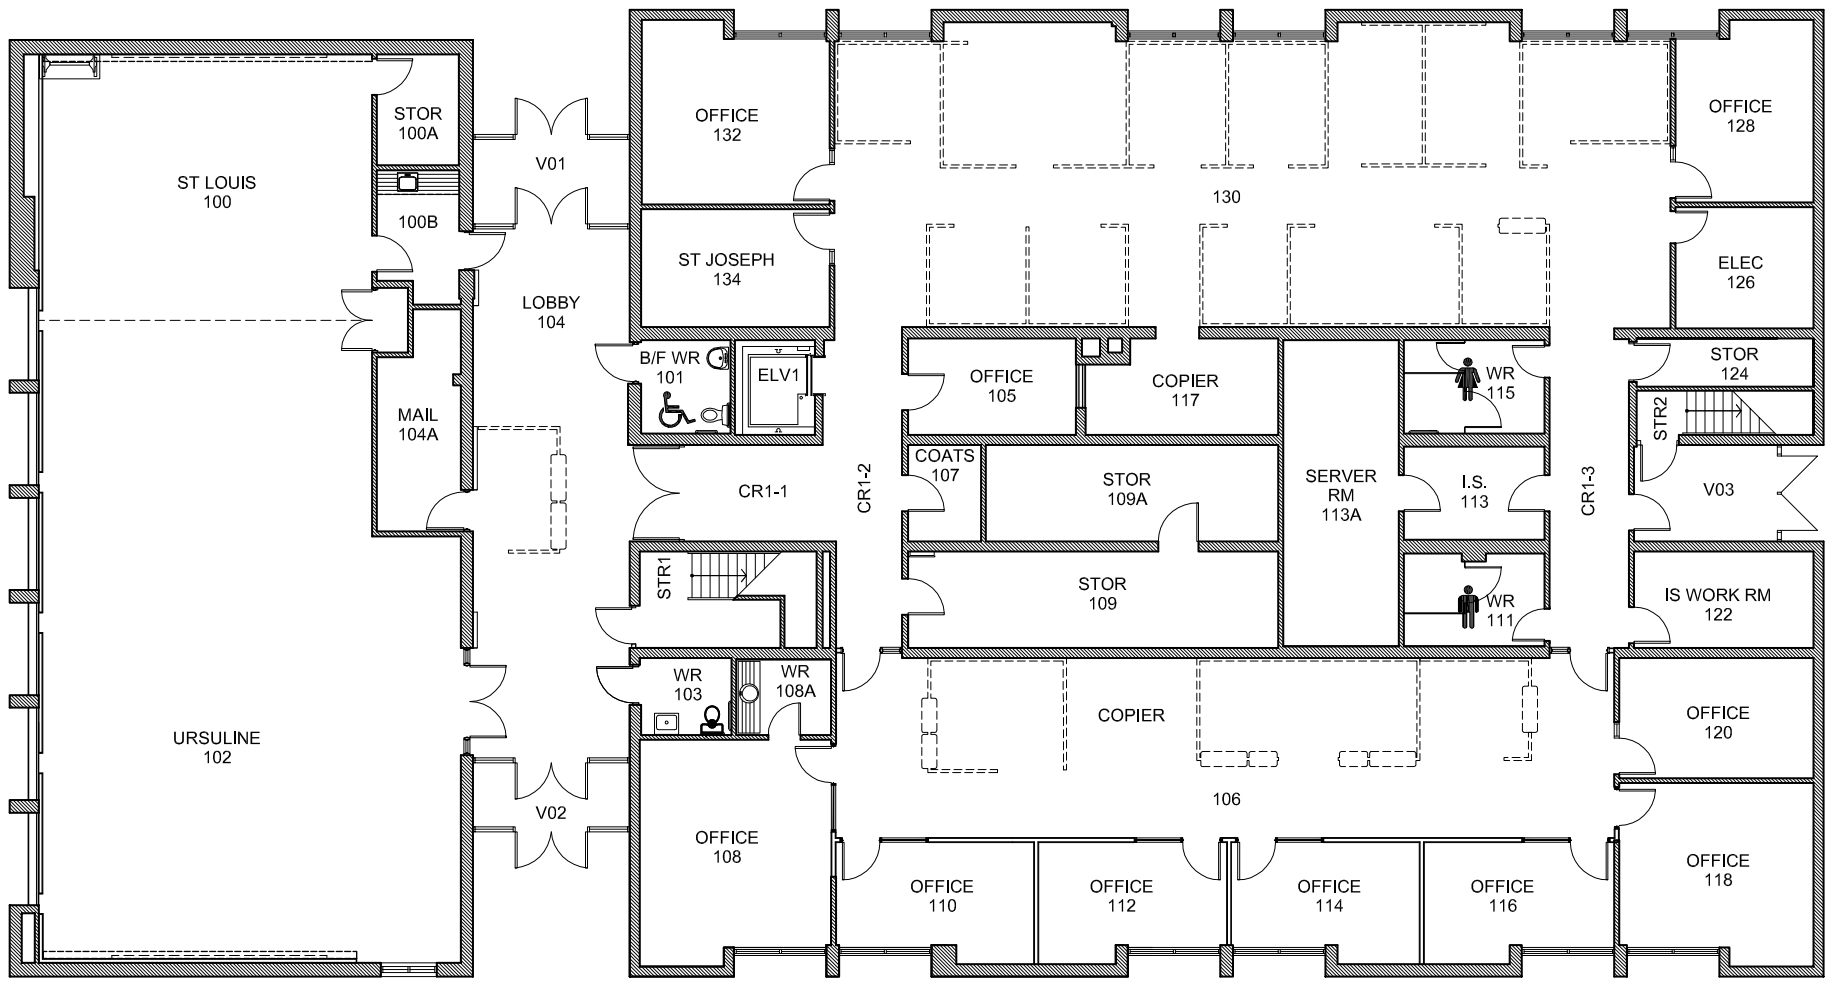 STOR
100A
ST LOUIS
100
100B
V01
OFFICE
132
ST JOSEPH
134
130
OFFICE
128
ELEC
126
LOBBY
104
B/F WR
101
ELV1
OFFICE
105
COPIER
117
WR
115
STOR
124
STR2
MAIL
104A
CR1-1
CR1-2
COATS
107
STOR
109A
SERVER
RM
113A
I.S.
113
CR1-3
V03
STR1
STOR
109
WR
111
IS WORK RM
122
WR
103
WR
108A
COPIER
OFFICE
120
URSULINE
102
V02
106
OFFICE
108
OFFICE
110
OFFICE
112
OFFICE
114
OFFICE
116
OFFICE
118